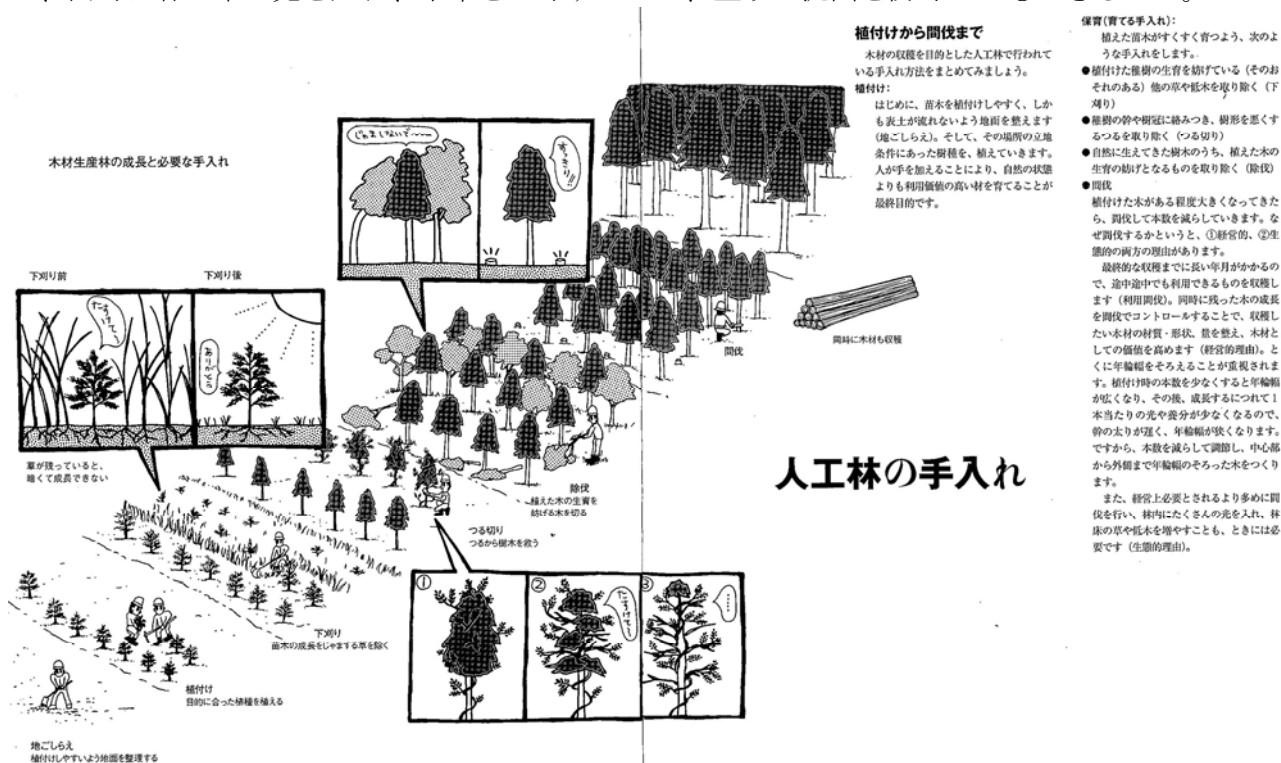 植付けから間伐まで
木材の収穫を目的とした人工林で行われて
いる手入れ方法をまとめてみましょう。
植付け：
はじめに、苗木を植付けしやすく、しか
も表土が流れないよう地面を整えます
（地ごしらえ）。そして、その場所の立地
条件にあった樹種を、植えていきます。
人が手を加えることにより、自然の状態
よりも利用価値の高い材を育てることが
最終目的です。
保育(育てる手入れ)：
植えた苗木がすくすく育つよう、次のよ
うな手入れをします。
●植付けた稚樹の生育を妨げている（そのお
それのある）他の草や低木を取り除く（下
刈り）
●稚樹の幹や樹冠に絡みつき、樹形を悪くす
るつるを取り除く（つる切り）
●自然に生えてきた樹木のうち、植えた木の
生育の妨げとなるものを取り除く（除伐）
●間伐
植付けた木がある程度大きくなってきた
ら、間伐して本数を減らしていきます。な
ぜ間伐するかというと、①経営的、②生
態的の両方の理由があります。
最終的な収穫までに長い年月がかかるの
で、途中途中でも利用できるものを収穫し
ます（利用間伐）。同時に残った木の成長
を間伐でコントロールすることで、収穫し
たい木材の材質・形状、量を整え、木材と
しての価値を高めます（経営的理由）。と
くに年輪幅をそろえることが重視されま
す。植付け時の本数を少なくすると年輪幅
が広くなり、その後、成長するにつれて1
本当たりの光や養分が少なくなるので、
幹の太りが遅く、年輪幅が狭くなります。
ですから、本数を減らして調節し、中心部
から外側まで年輪幅のそろった木をつくり
ます。
また、経営上必要とされるより多めに間
伐を行い、林内にたくさんの光を入れ、林
床の草や低木を増やすことも、ときには必
要です（生態的理由）。
木材生産林の成長と必要な手入れ
じゃましないで〜〜
すっきり!!
下刈り前
下刈り後
たすけて〜
ありがとう
草が残っていると、
暗くて成長できない
間伐
同時に木材も収穫
人工林の手入れ
除伐
植えた木の生育を
妨げる木を切る
つる切り
つるから樹木を救う
①
②
たすけて〜
3
……
下刈り
苗木の成長をじゃまする草を除く
植付け
目的に合った樹種を植える
地ごしらえ
植付けしやすいよう地面を整理する